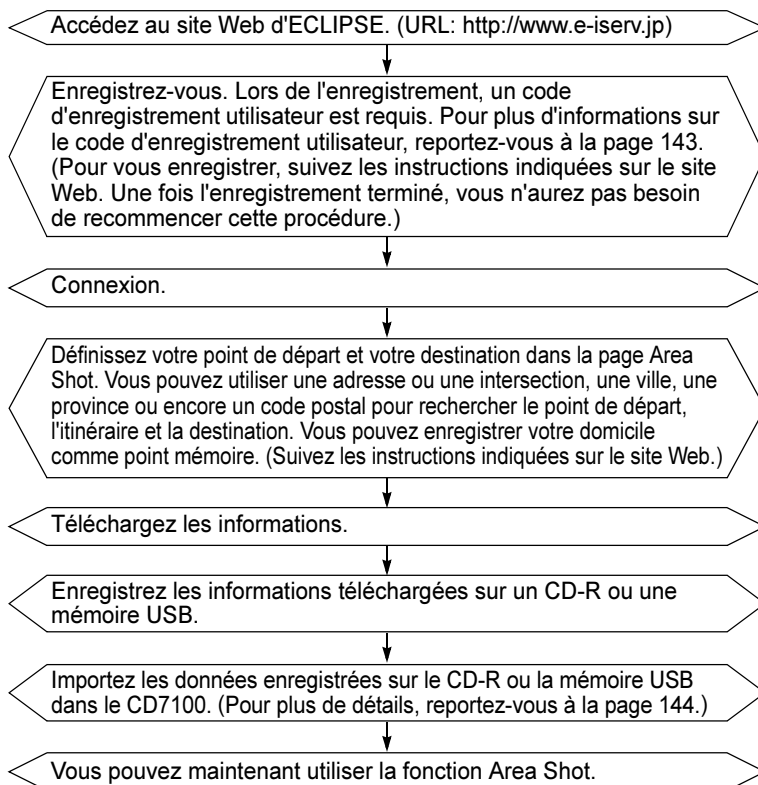 Accédez au site Web d'ECLIPSE. (URL: http://www.e-iserv.jp)
Enregistrez-vous. Lors de l'enregistrement, un code
d'enregistrement utilisateur est requis. Pour plus d'informations sur
le code d'enregistrement utilisateur, reportez-vous à la page 143.
(Pour vous enregistrer, suivez les instructions indiquées sur le site
Web. Une fois l'enregistrement terminé, vous n'aurez pas besoin
de recommencer cette procédure.)
Connexion.
Définissez votre point de départ et votre destination dans la page Area
Shot. Vous pouvez utiliser une adresse ou une intersection, une ville, une
province ou encore un code postal pour rechercher le point de départ,
l'itinéraire et la destination. Vous pouvez enregistrer votre domicile
comme point mémoire. (Suivez les instructions indiquées sur le site Web.)
Téléchargez les informations.
Enregistrez les informations téléchargées sur un CD-R ou une
mémoire USB.
Importez les données enregistrées sur le CD-R ou la mémoire USB
dans le CD7100. (Pour plus de détails, reportez-vous à la page 144.)
Vous pouvez maintenant utiliser la fonction Area Shot.